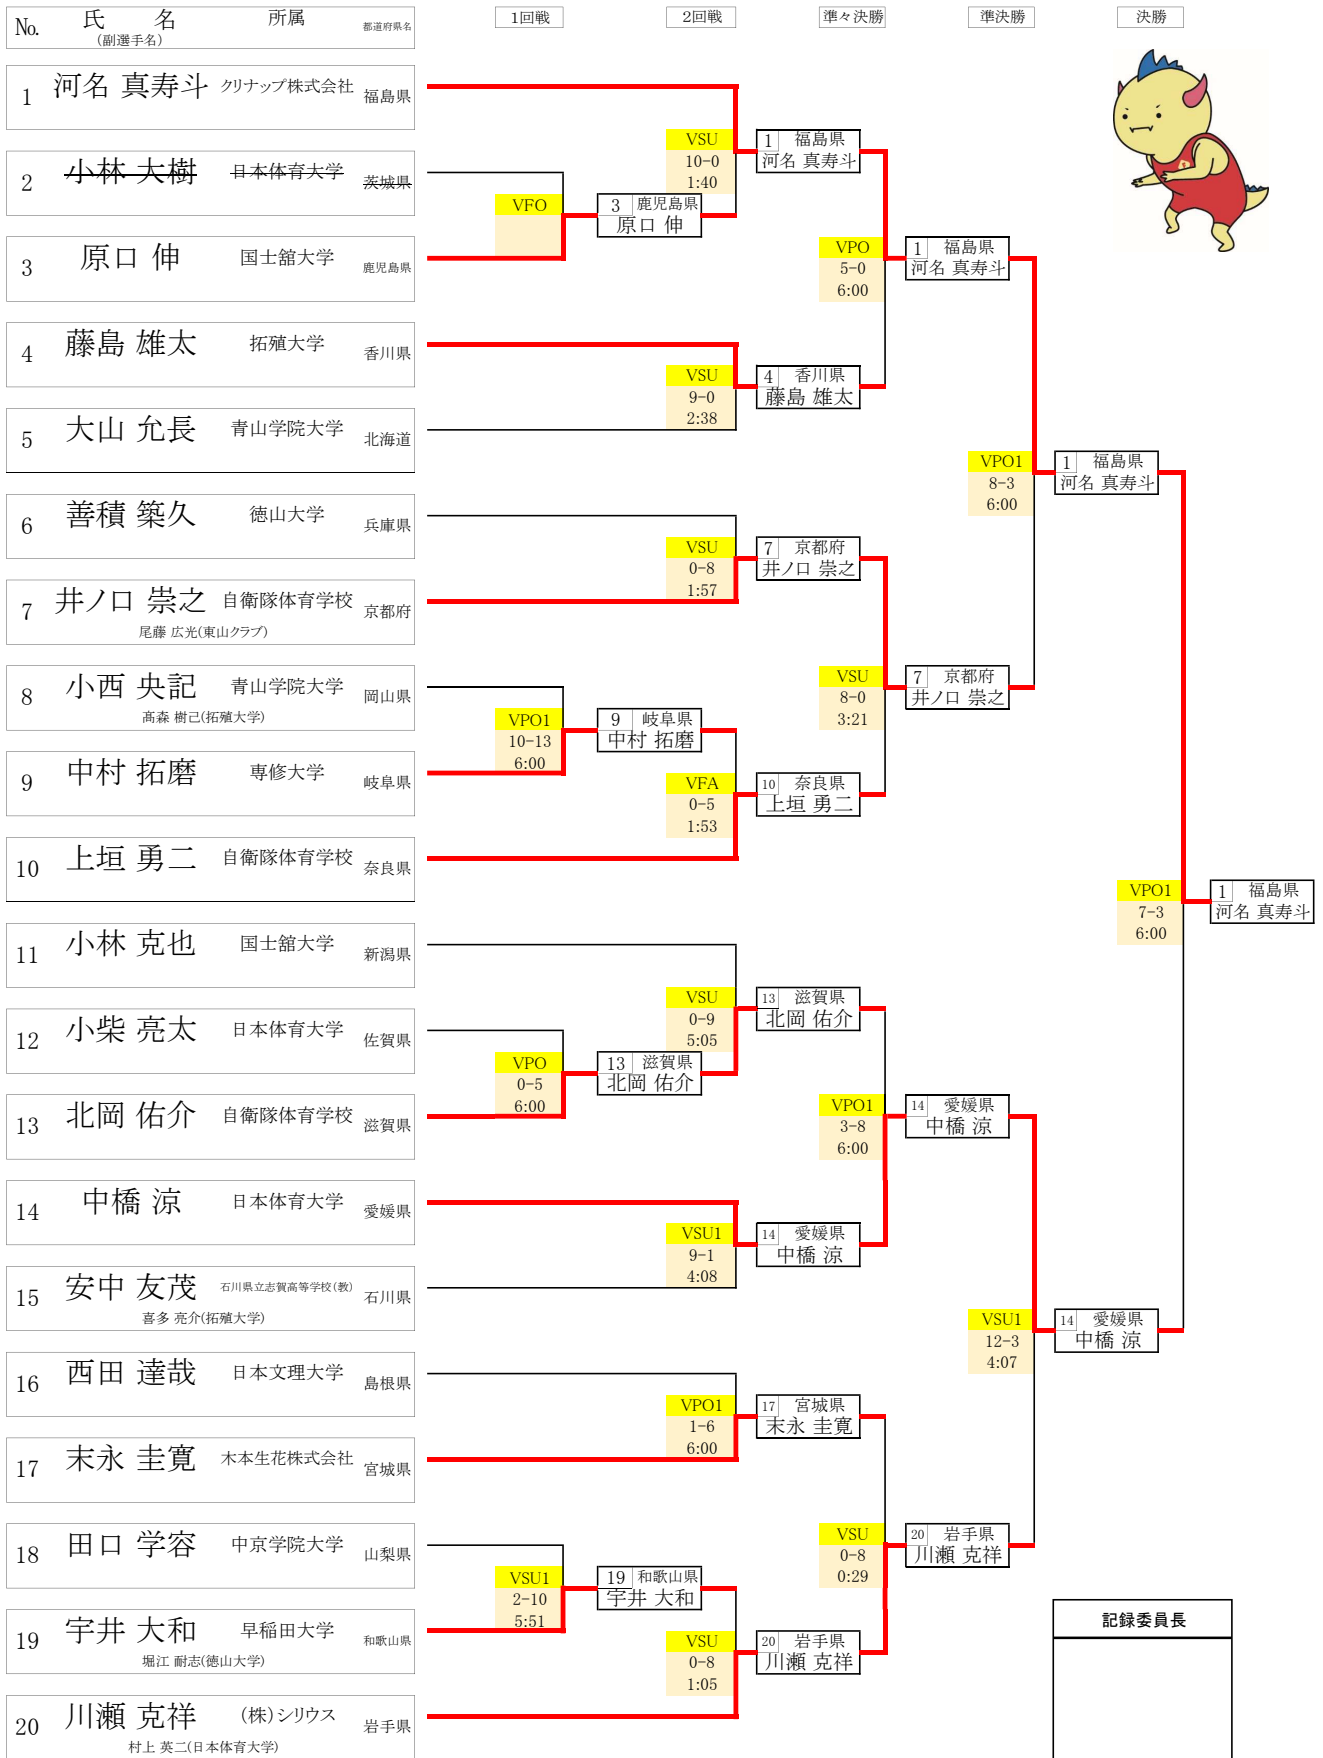 No. 氏 名 所属 都道府県名 1回戦 2回戦 準々決勝 準決勝 決勝
(副選手名)
1 河名 真寿斗 クリナップ株式会社 福島県
2 小林 大樹 日本体育大学 茨城県
3 原口 伸 国士舘大学 鹿児島県
4 藤島 雄太 拓殖大学 香川県
5 大山 允長 青山学院大学 北海道
6 善積 築久 徳山大学 兵庫県
7 井ノ口 崇之 自衛隊体育学校 京都府
尾藤 広光(東山クラブ)
8 小西 央記 青山学院大学 岡山県
髙森 樹己(拓殖大学)
9 中村 拓磨 専修大学 岐阜県
10 上垣 勇二 自衛隊体育学校 奈良県
11 小林 克也 国士舘大学 新潟県
12 小柴 亮太 日本体育大学 佐賀県
13 北岡 佑介 自衛隊体育学校 滋賀県
14 中橋 涼 日本体育大学 愛媛県
15 安中 友茂 石川県立志賀高等学校(教) 石川県
喜多 亮介(拓殖大学)
16 西田 達哉 日本文理大学 島根県
17 末永 圭寛 木本生花株式会社 宮城県
18 田口 学容 中京学院大学 山梨県
19 宇井 大和 早稲田大学 和歌山県
堀江 耐志(徳山大学)
20 川瀬 克祥 (株)シリウス 岩手県
村上 英二(日本体育大学)
VFO
3 鹿児島県
原口 伸
VPO1
10-13
6:00
9 岐阜県
中村 拓磨
VPO
0-5
6:00
13 滋賀県
北岡 佑介
VSU1
2-10
5:51
19 和歌山県
宇井 大和
VSU
10-0
1:40
1 福島県
河名 真寿斗
VSU
9-0
2:38
4 香川県
藤島 雄太
VSU
0-8
1:57
7 京都府
井ノ口 崇之
VFA
0-5
1:53
10 奈良県
上垣 勇二
VSU
0-9
5:05
13 滋賀県
北岡 佑介
VSU1
9-1
4:08
14 愛媛県
中橋 涼
VPO1
1-6
6:00
17 宮城県
末永 圭寛
VSU
0-8
1:05
20 岩手県
川瀬 克祥
VPO
5-0
6:00
1 福島県
河名 真寿斗
VSU
8-0
3:21
7 京都府
井ノ口 崇之
VPO1
3-8
6:00
14 愛媛県
中橋 涼
VSU
0-8
0:29
20 岩手県
川瀬 克祥
VPO1
8-3
6:00
1 福島県
河名 真寿斗
VSU1
12-3
4:07
14 愛媛県
中橋 涼
VPO1
7-3
6:00
1 福島県
河名 真寿斗
記録委員長